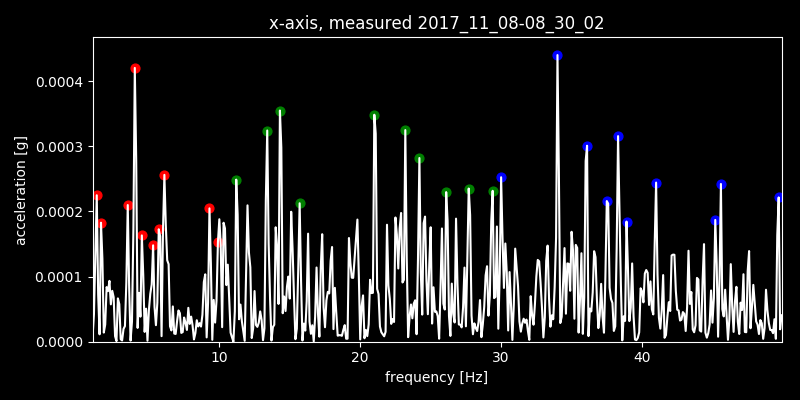 x-axis, measured 2017_11_08-08_30_02
0.0004
0.0003
0.0002
0.0001
0.0000
acceleration [g]
10 20 30 40
frequency [Hz]